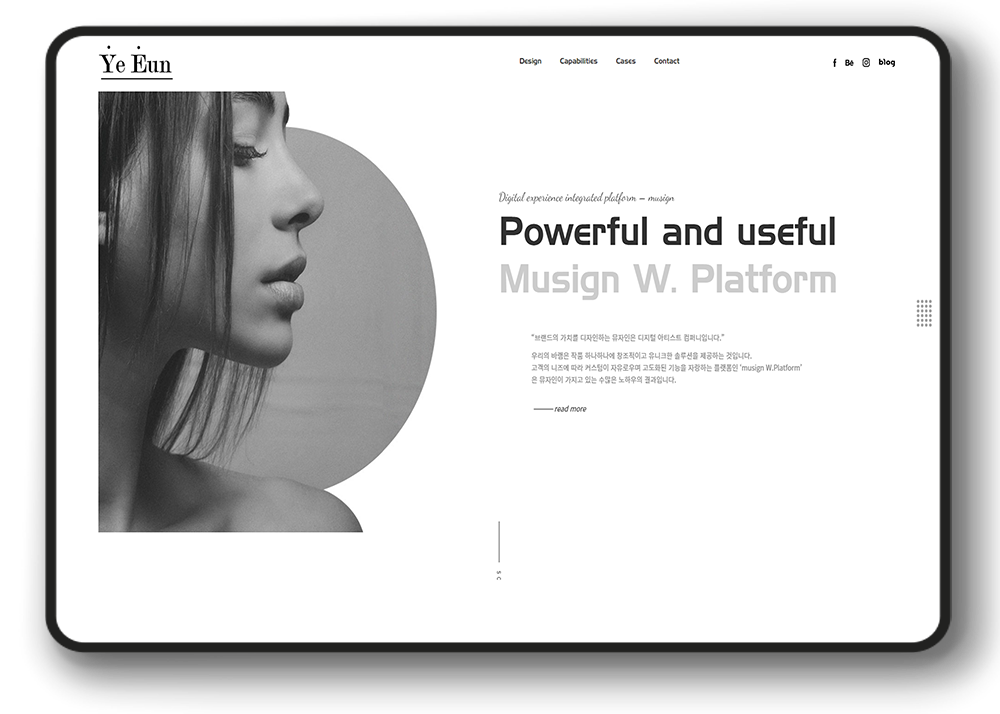 Ye Eun
Design Capabilities Cases Contact
f Bē blog
Digital experience integrated platform – musign
Powerful and useful
Musign W. Platform
"브랜드의 가치를 디자인하는 뮤자인은 디지털 아티스트 컴퍼니입니다."
우리의 바램은 작품 하나하나에 창조적이고 유니크한 솔루션을 제공하는 것입니다.
고객의 니즈에 따라 커스텀이 자유로우며 고도화된 기능을 자랑하는 플랫폼인 'musign W.Platform'
은 뮤자인이 가지고 있는 수많은 노하우의 결과입니다.
read more
SC